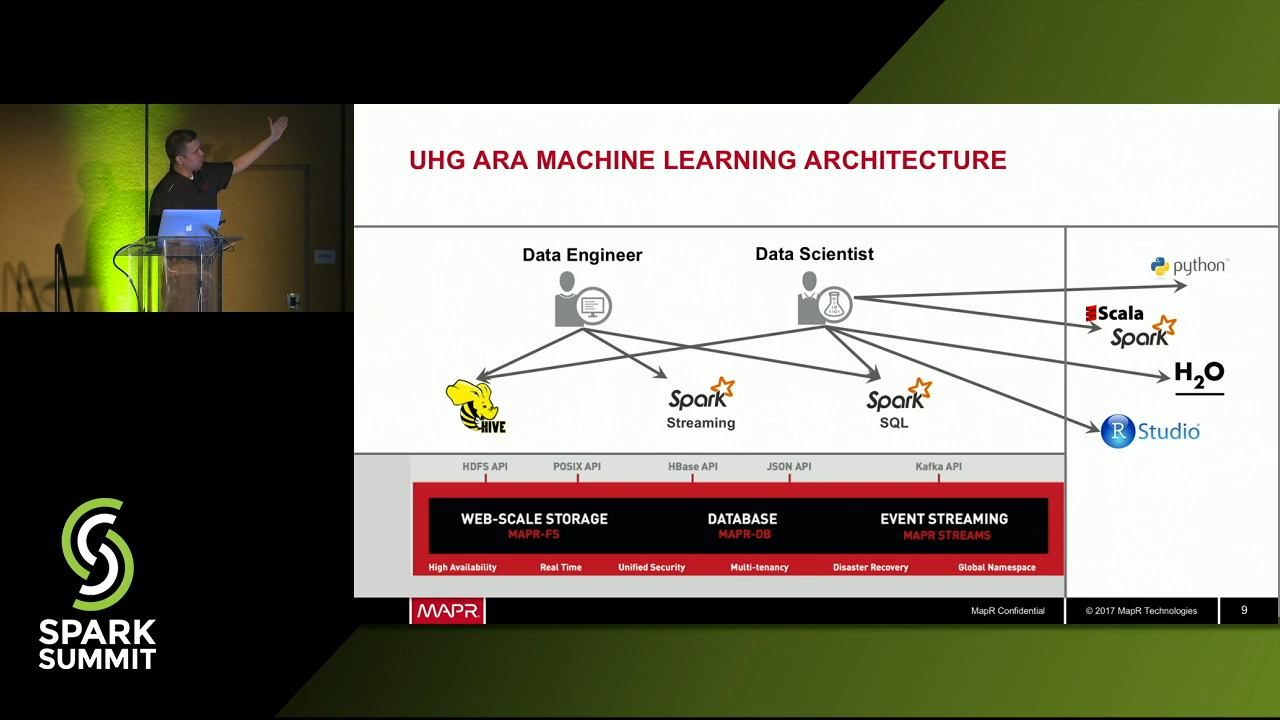 UHG ARA MACHINE LEARNING ARCHITECTURE
Data Engineer
Data Scientist
python
Scala
Spark
H2O
R Studio
HIVE
Spark
Streaming
Spark
SQL
HDFS API
POSIX API
HBase API
JSON API
Kafka API
WEB-SCALE STORAGE
MAPR-FS
DATABASE
MAPR-DB
EVENT STREAMING
MAPR STREAMS
High Availability
Real Time
Unified Security
Multi-tenancy
Disaster Recovery
Global Namespace
MAPR
MapR Confidential
© 2017 MapR Technologies
9
SPARK
SUMMIT